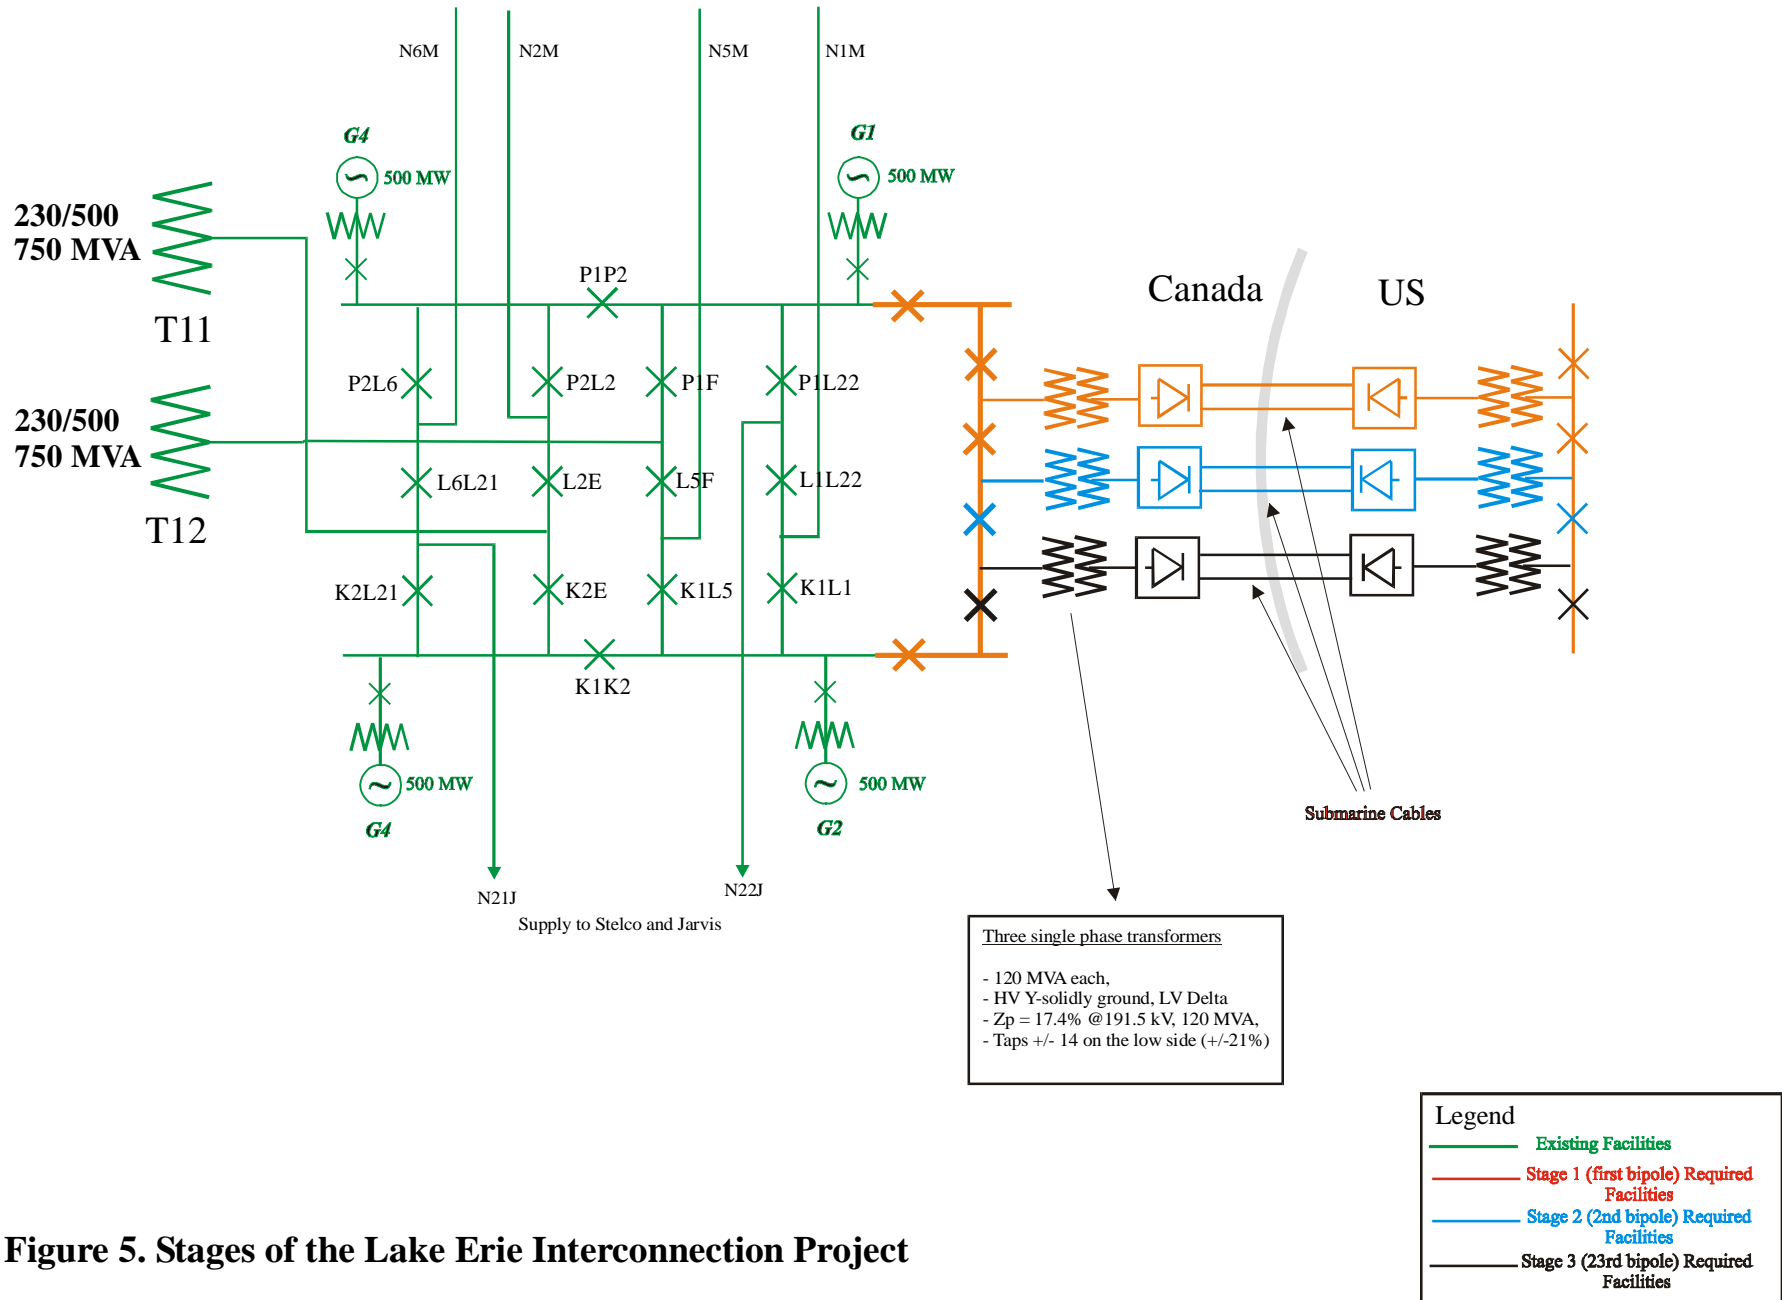 N6M
N2M
N5M
N1M
G4
500 MW
G1
500 MW
230/500
750 MVA
T11
P1P2
Canada
US
P2L6
P2L2
P1F
P1L22
230/500
750 MVA
T12
L6L21
L2E
L5F
L1L22
K2L21
K2E
K1L5
K1L1
K1K2
500 MW
G4
500 MW
G2
Submarine Cables
N21J
N22J
Supply to Stelco and Jarvis
Three single phase transformers
- 120 MVA each,
- HV Y-solidly ground, LV Delta
- Zp = 17.4% @191.5 kV, 120 MVA,
- Taps +/- 14 on the low side (+/-21%)
Legend
Existing Facilities
Stage 1 (first bipole) Required
Facilities
Stage 2 (2nd bipole) Required
Facilities
Stage 3 (23rd bipole) Required
Facilities
Figure 5. Stages of the Lake Erie Interconnection Project